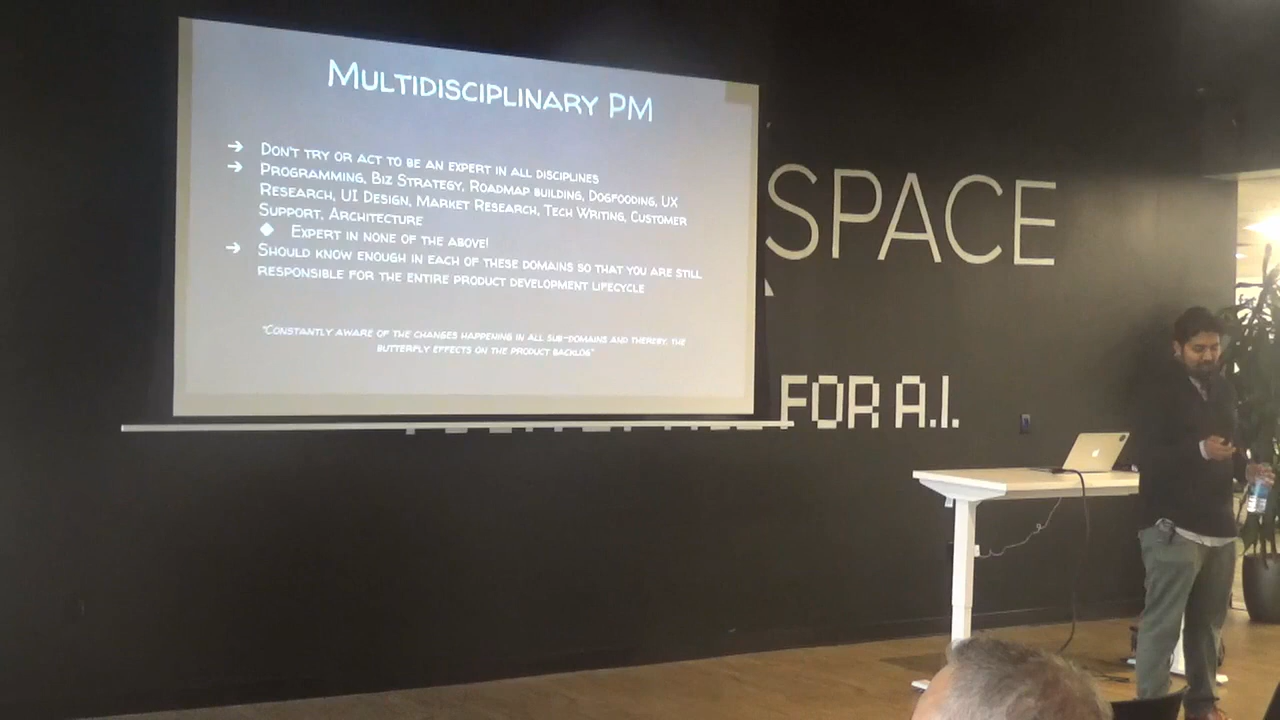 MULTIDISCIPLINARY PM
➔ DON'T TRY OR ACT TO BE AN EXPERT IN ALL DISCIPLINES
➔ PROGRAMMING, BIZ STRATEGY, ROADMAP BUILDING, DOGFOODING, UX
RESEARCH, UI DESIGN, MARKET RESEARCH, TECH WRITING, CUSTOMER
SUPPORT, ARCHITECTURE
◆ EXPERT IN NONE OF THE ABOVE!
➔ SHOULD KNOW ENOUGH IN EACH OF THESE DOMAINS SO THAT YOU ARE STILL
RESPONSIBLE FOR THE ENTIRE PRODUCT DEVELOPMENT LIFECYCLE
"CONSTANTLY AWARE OF THE CHANGES HAPPENING IN ALL SUB-DOMAINS AND THEREBY, THE
BUTTERFLY EFFECTS ON THE PRODUCT BACKLOG"
SPACE
FOR A.I.